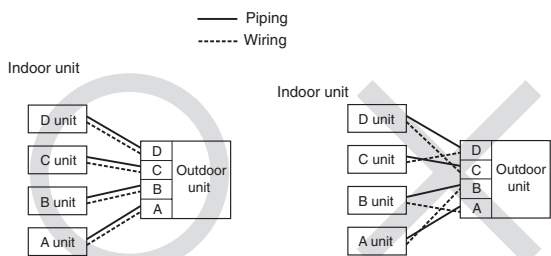 Piping
Wiring
Indoor unit
D unit
C unit
B unit
A unit
D
C
B
A
Outdoor
unit
Indoor unit
D unit
C unit
B unit
A unit
D
C
B
A
Outdoor
unit